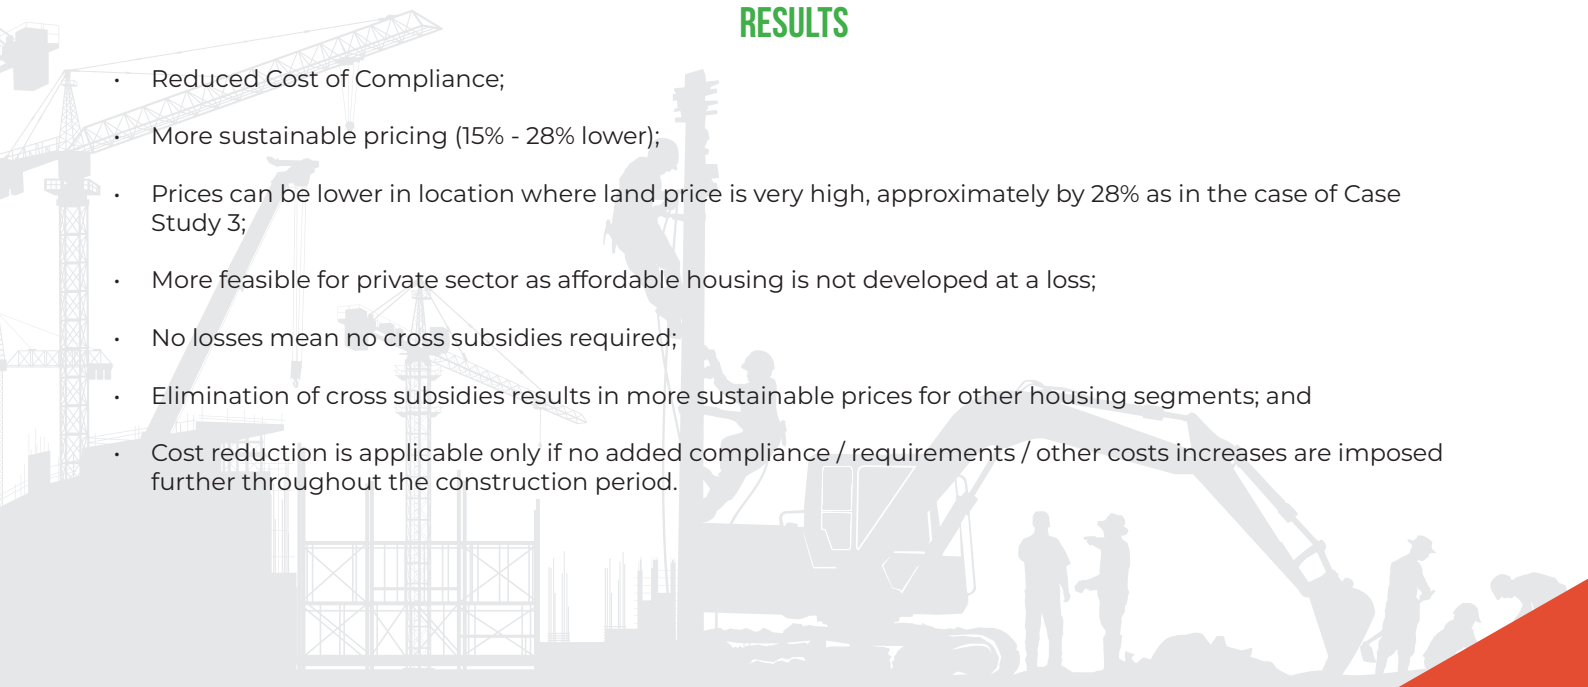 RESULTS
• Reduced Cost of Compliance;
• More sustainable pricing (15% - 28% lower);
• Prices can be lower in location where land price is very high, approximately by 28% as in the case of Case
Study 3;
• More feasible for private sector as affordable housing is not developed at a loss;
• No losses mean no cross subsidies required;
• Elimination of cross subsidies results in more sustainable prices for other housing segments; and
• Cost reduction is applicable only if no added compliance / requirements / other costs increases are imposed
further throughout the construction period.